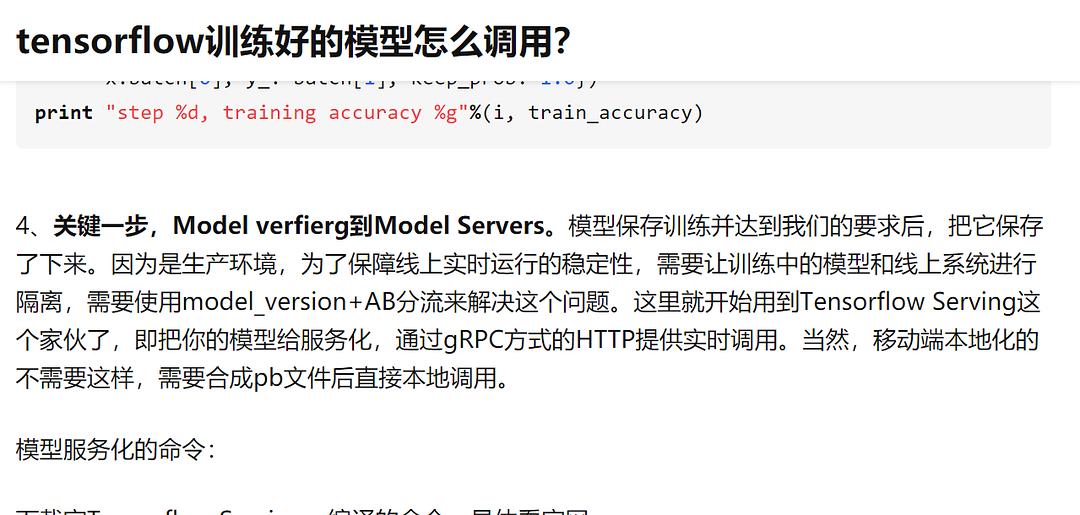 tensorflow训练好的模型怎么调用？
print "step %d, training accuracy %g"%(i, train_accuracy)
4、关键一步，Model verfierg到Model Servers。模型保存训练并达到我们的要求后，把它保存
了下来。因为是生产环境，为了保障线上实时运行的稳定性，需要让训练中的模型和线上系统进行
隔离，需要使用model_version+AB分流来解决这个问题。这里就开始用到Tensorflow Serving这
个家伙了，即把你的模型给服务化，通过gRPC方式的HTTP提供实时调用。当然，移动端本地化的
不需要这样，需要合成pb文件后直接本地调用。
模型服务化的命令：